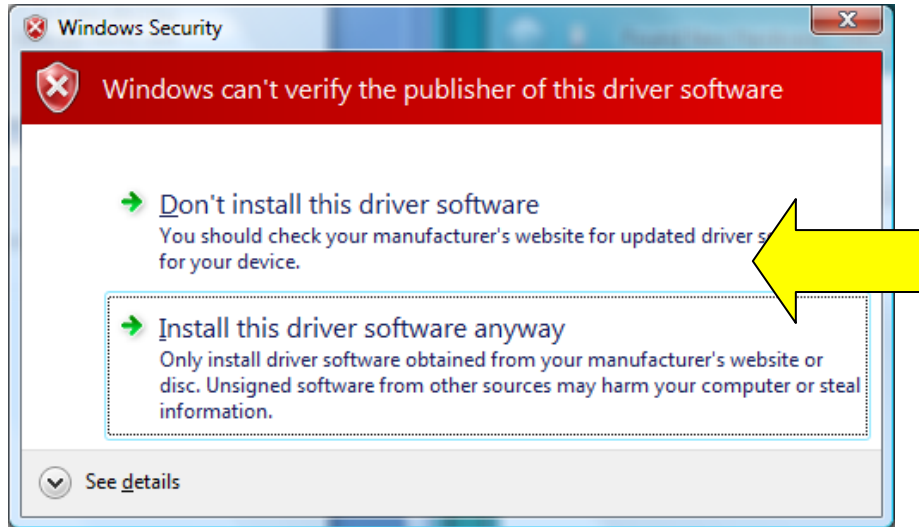 Windows Security
Windows can't verify the publisher of this driver software
Don't install this driver software
You should check your manufacturer's website for updated driver
for your device.
Install this driver software anyway
Only install driver software obtained from your manufacturer's website or
disc. Unsigned software from other sources may harm your computer or steal
information.
See details